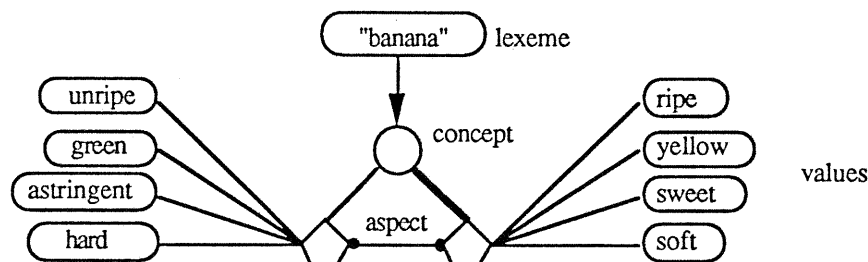 "banana" lexeme
unripe
green
astringent
hard
concept
aspect
ripe
yellow
sweet
soft
values